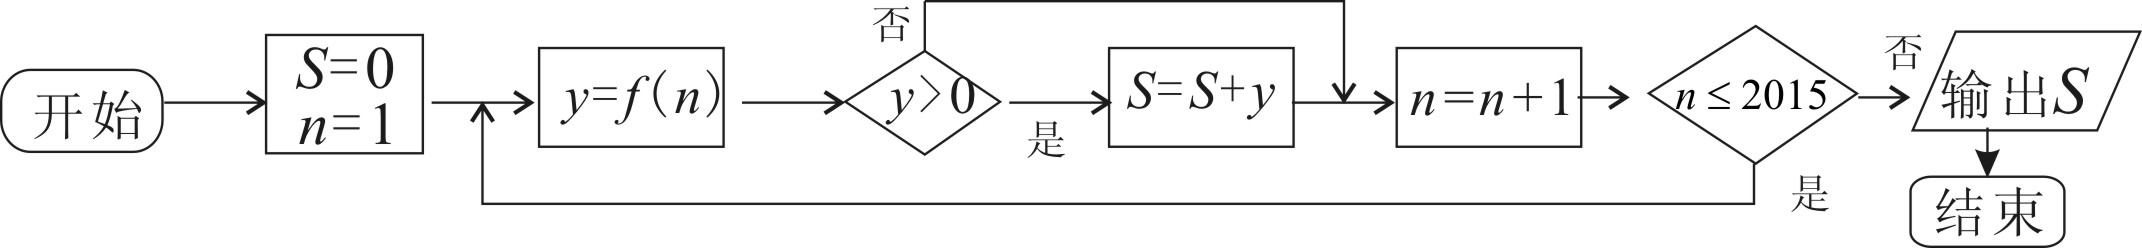 开始
S=0
n=1
y=f(n)
y>0
否
是
S=S+y
n=n+1
n≤2015
否
是
输出S
结束